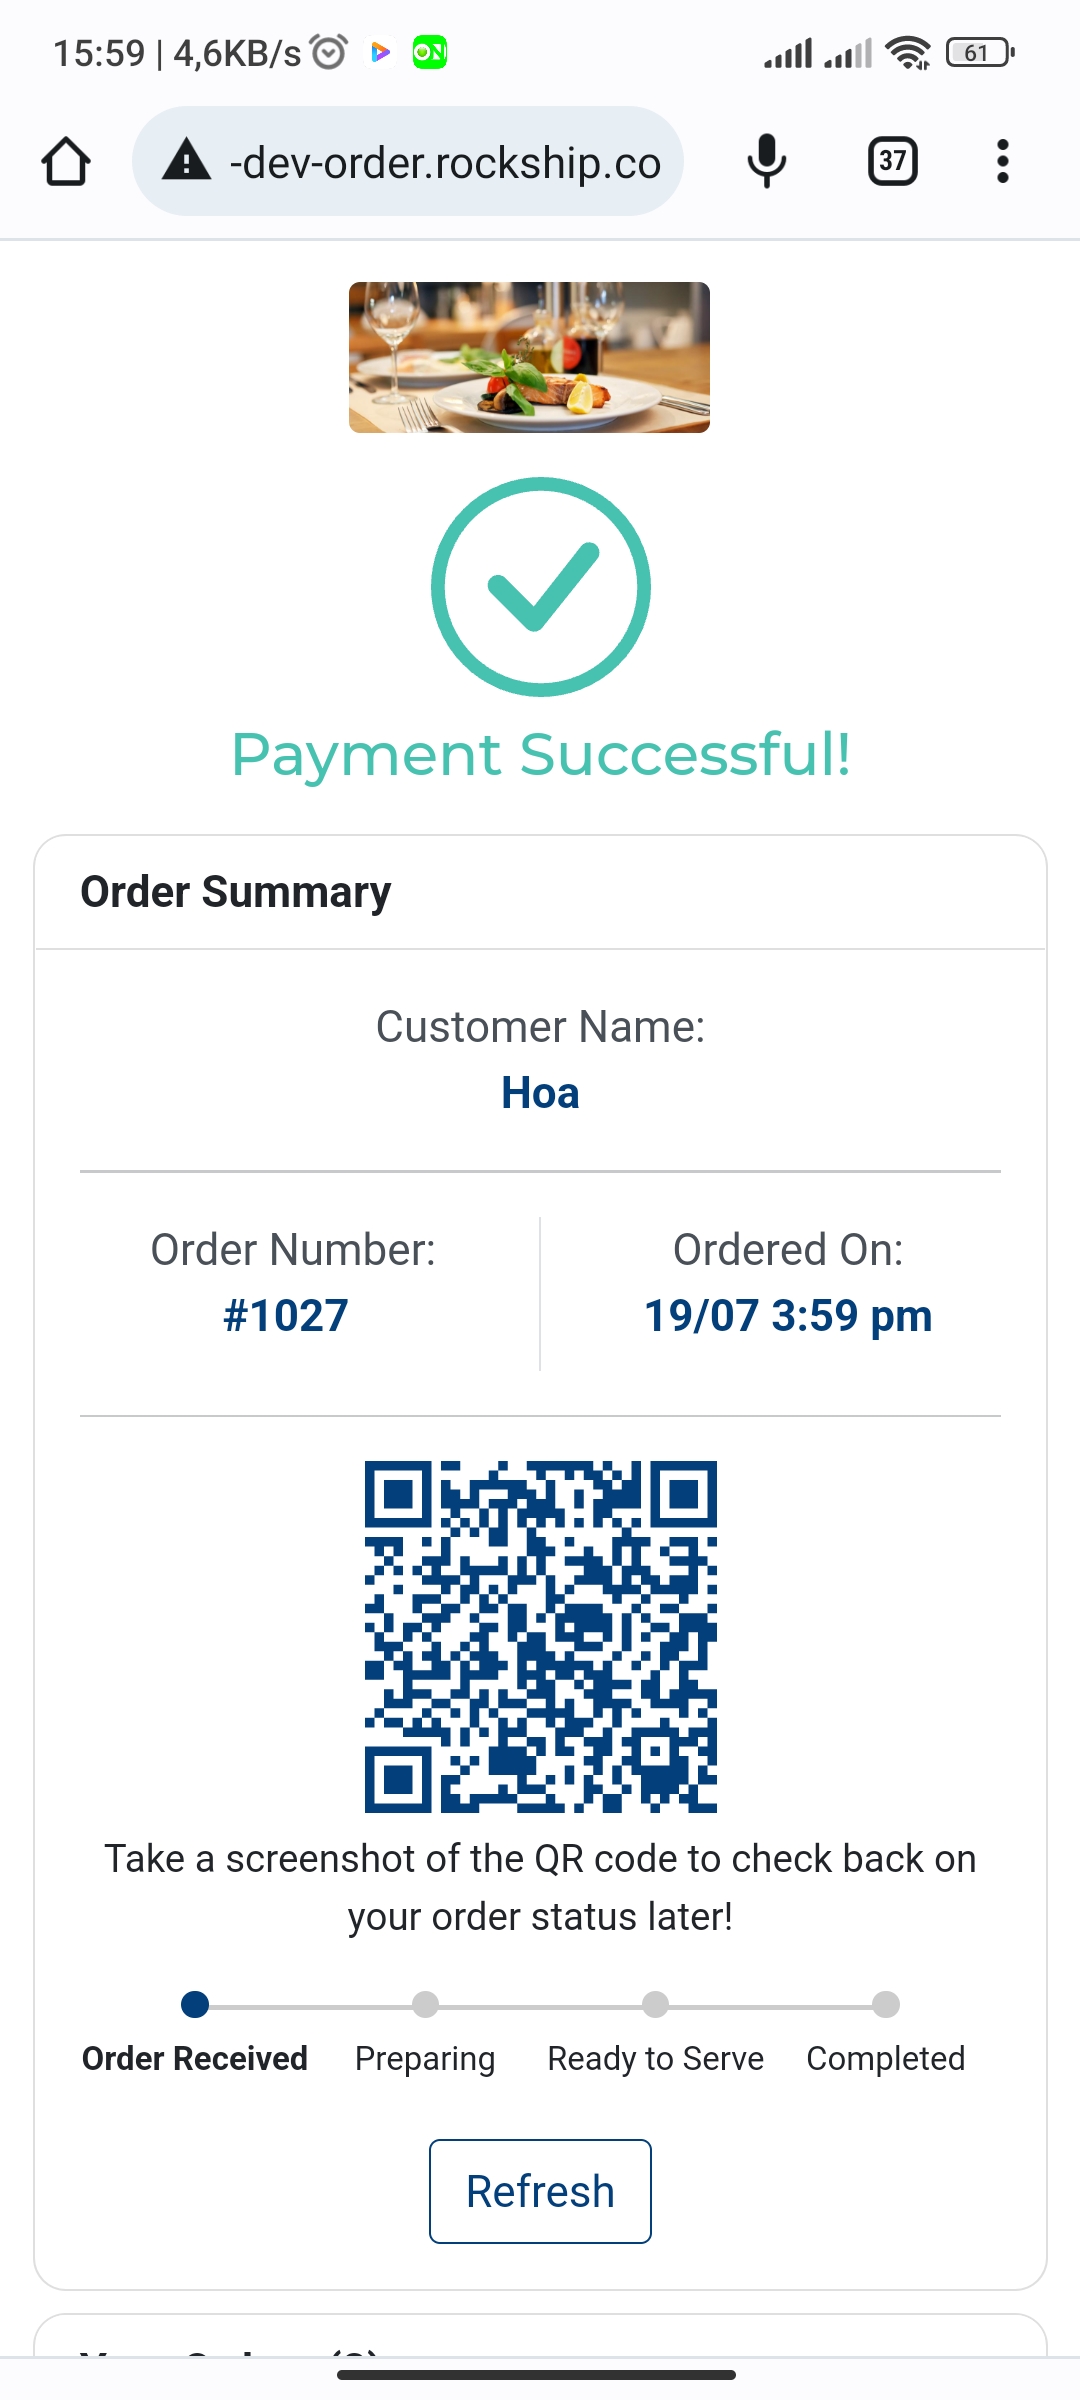 15:59 | 4,6KB/s
ON
61
-dev-order.rockship.co
37
Payment Successful!
Order Summary
Customer Name:
Hoa
Order Number:
#1027
Ordered On:
19/07 3:59 pm
Take a screenshot of the QR code to check back on
your order status later!
Order Received
Preparing
Ready to Serve
Completed
Refresh